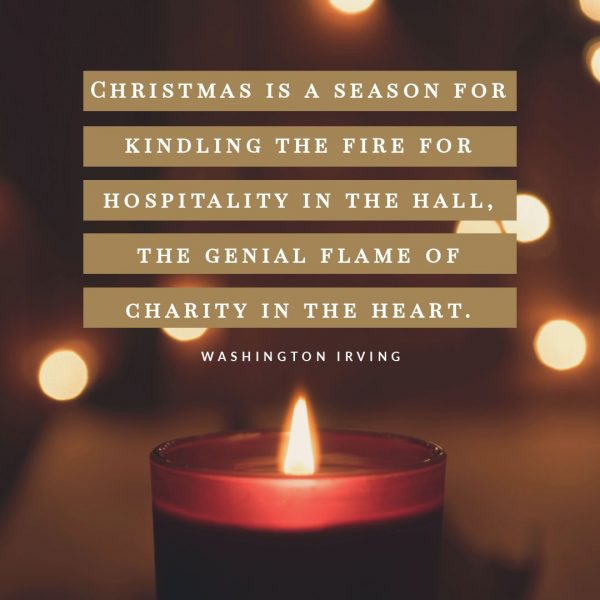 Christmas is a season for
kindling the fire for
hospitality in the hall,
the genial flame of
charity in the heart.
WASHINGTON IRVING